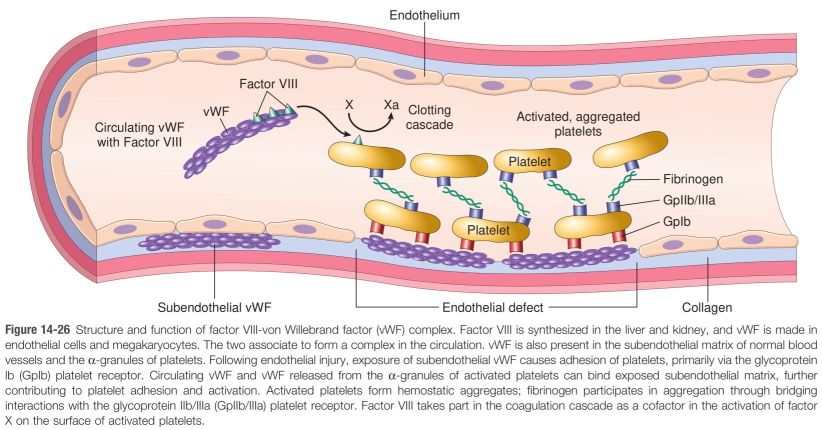 Endothelium
Factor VIII
vWF
X Xa
Clotting
cascade
Activated, aggregated
platelets
Circulating vWF
with Factor VIII
Platelet
Fibrinogen
GpIIb/IIIa
GpIb
Platelet
Subendothelial vWF
Endothelial defect
Collagen
Figure 14-26 Structure and function of factor VIII-von Willebrand factor (vWF) complex. Factor VIII is synthesized in the liver and kidney, and vWF is made in
endothelial cells and megakaryocytes. The two associate to form a complex in the circulation. vWF is also present in the subendothelial matrix of normal blood
vessels and the α-granules of platelets. Following endothelial injury, exposure of subendothelial vWF causes adhesion of platelets, primarily via the glycoprotein
Ib (GpIb) platelet receptor. Circulating vWF and vWF released from the α-granules of activated platelets can bind exposed subendothelial matrix, further
contributing to platelet adhesion and activation. Activated platelets form hemostatic aggregates; fibrinogen participates in aggregation through bridging
interactions with the glycoprotein IIb/IIIa (GpIIb/IIIa) platelet receptor. Factor VIII takes part in the coagulation cascade as a cofactor in the activation of factor
X on the surface of activated platelets.